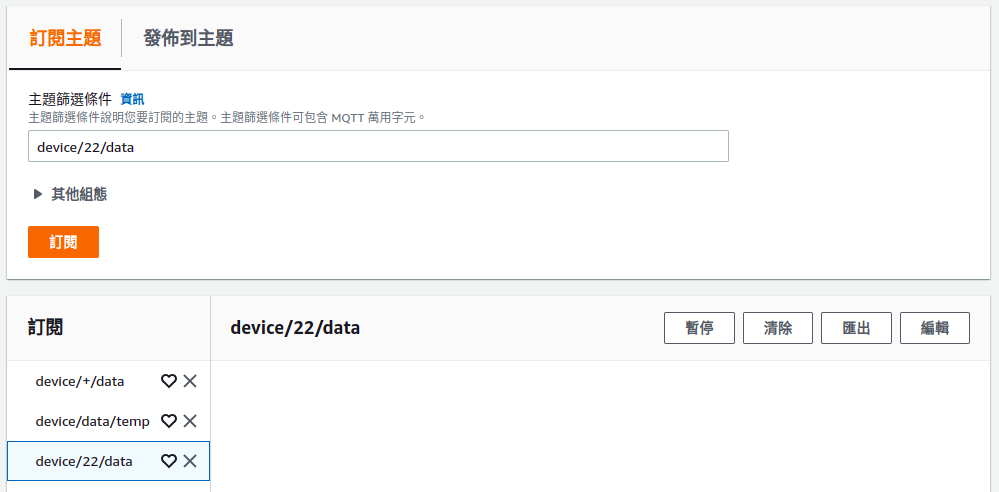 訂閱主題 發佈到主題
主題篩選條件 資訊
主題篩選條件說明您要訂閱的主題。主題篩選條件可包含 MQTT 萬用字元。
device/22/data
其他組態
訂閱
訂閱 device/22/data 暫停 清除 匯出 編輯
device/+/data
device/data/temp
device/22/data